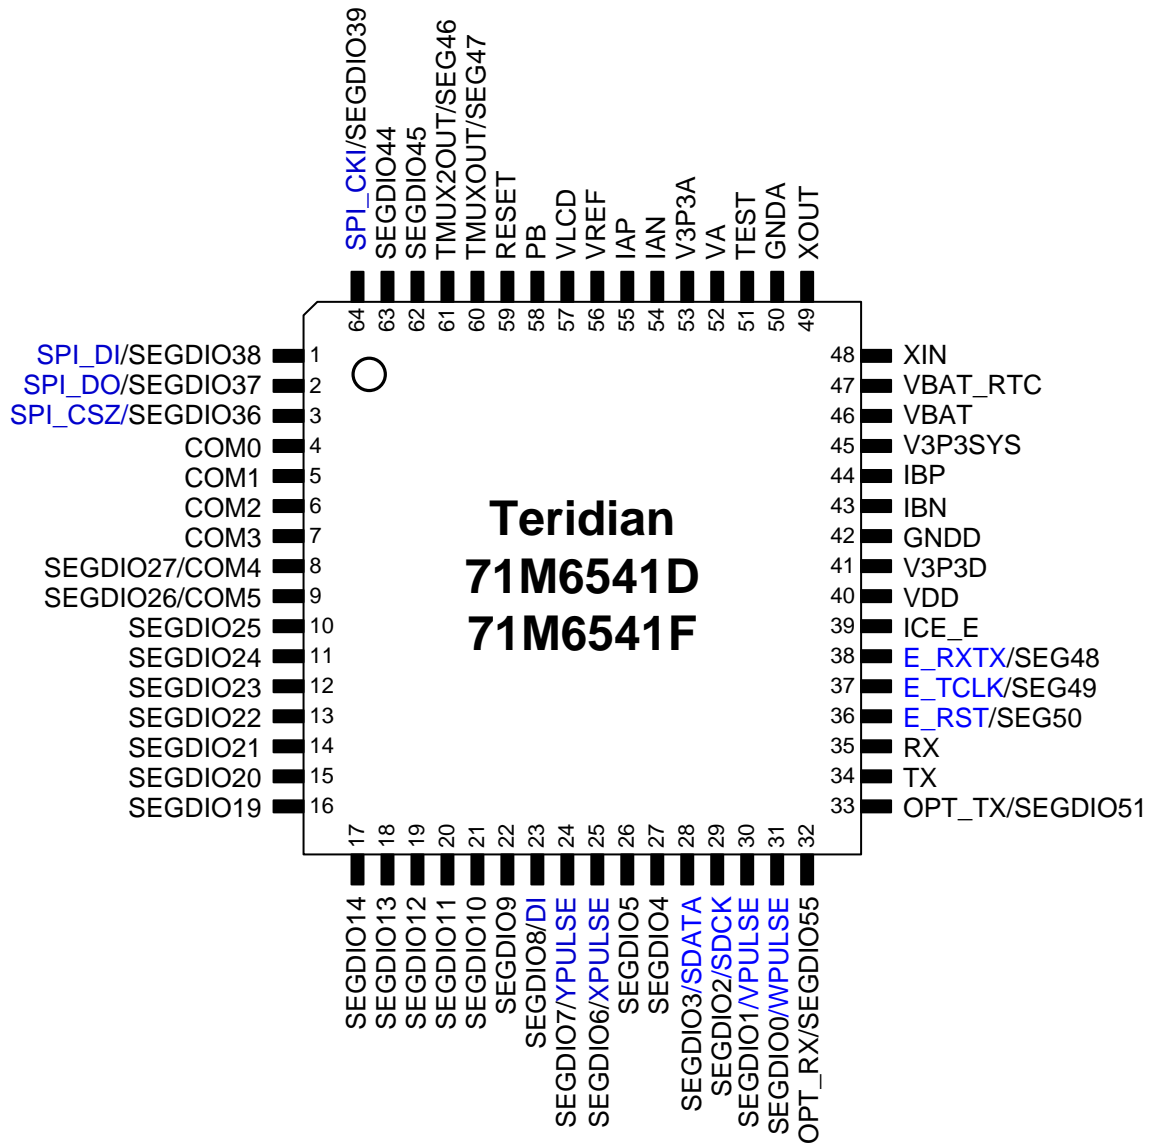 SPI_CKI/SEGDIO39
SEGDIO44
SEGDIO45
TMUX2OUT/SEG46
TMUXOUT/SEG47
RESET
PB
VLCD
VREF
IAP
IAN
V3P3A
VA
TEST
GNDA
XOUT
64
63
62
61
60
59
58
57
56
55
54
53
52
51
50
49
SPI_DI/SEGDIO38 1
SPI_DO/SEGDIO37 2
SPI_CSZ/SEGDIO36 3
COM0 4
COM1 5
COM2 6
COM3 7
SEGDIO27/COM4 8
SEGDIO26/COM5 9
SEGDIO25 10
SEGDIO24 11
SEGDIO23 12
SEGDIO22 13
SEGDIO21 14
SEGDIO20 15
SEGDIO19 16
Teridian
71M6541D
71M6541F
48 XIN
47 VBAT_RTC
46 VBAT
45 V3P3SYS
44 IBP
43 IBN
42 GNDD
41 V3P3D
40 VDD
39 ICE_E
38 E_RXTX/SEG48
37 E_TCLK/SEG49
36 E_RST/SEG50
35 RX
34 TX
33 OPT_TX/SEGDIO51
17
18
19
20
21
22
23
24
25
26
27
28
29
30
31
32
SEGDIO14
SEGDIO13
SEGDIO12
SEGDIO11
SEGDIO10
SEGDIO9
SEGDIO8/DI
SEGDIO7/YPULSE
SEGDIO6/XPULSE
SEGDIO5
SEGDIO4
SEGDIO3/SDATA
SEGDIO2/SDCK
SEGDIO1/VPULSE
SEGDIO0/WPULSE
OPT_RX/SEGDIO55